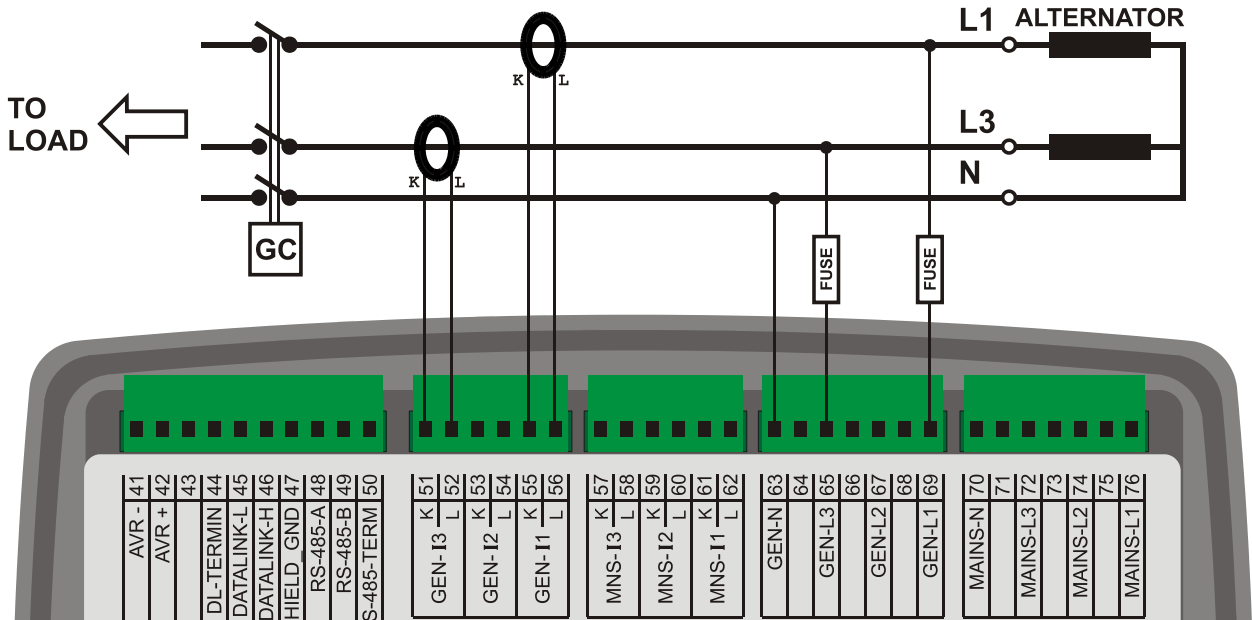 L1 ALTERNATOR
K L
TO
LOAD
L3
K L
N
GC
FUSE
FUSE
41 42 43 44 45 46 47 48 49 50
AVR -
AVR +
DL-TERMIN
DATALINK-L
DATALINK-H
HIELD_GND
RS-485-A
RS-485-B
S-485-TERM
51 52 53 54 55 56
K L K L K L
GEN- I3
GEN- I2
GEN- I1
57 58 59 60 61 62
K L K L K L
MNS- I3
MNS- I2
MNS- I1
63 64 65 66 67 68 69
GEN-N
GEN-L3
GEN-L2
GEN-L1
70 71 72 73 74 75 76
MAINS-N
MAINS-L3
MAINS-L2
MAINS-L1